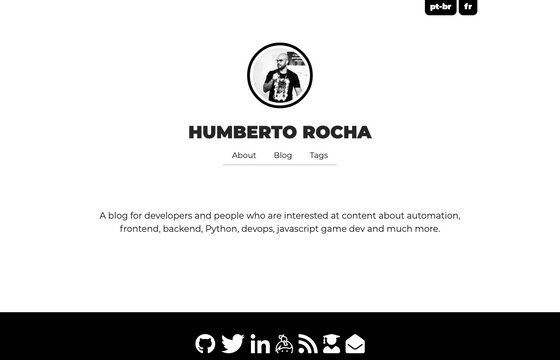 pt-br fr
HUMBERTO ROCHA
About Blog Tags
A blog for developers and people who are interested at content about automation,
frontend, backend, Python, devops, javascript game dev and much more.